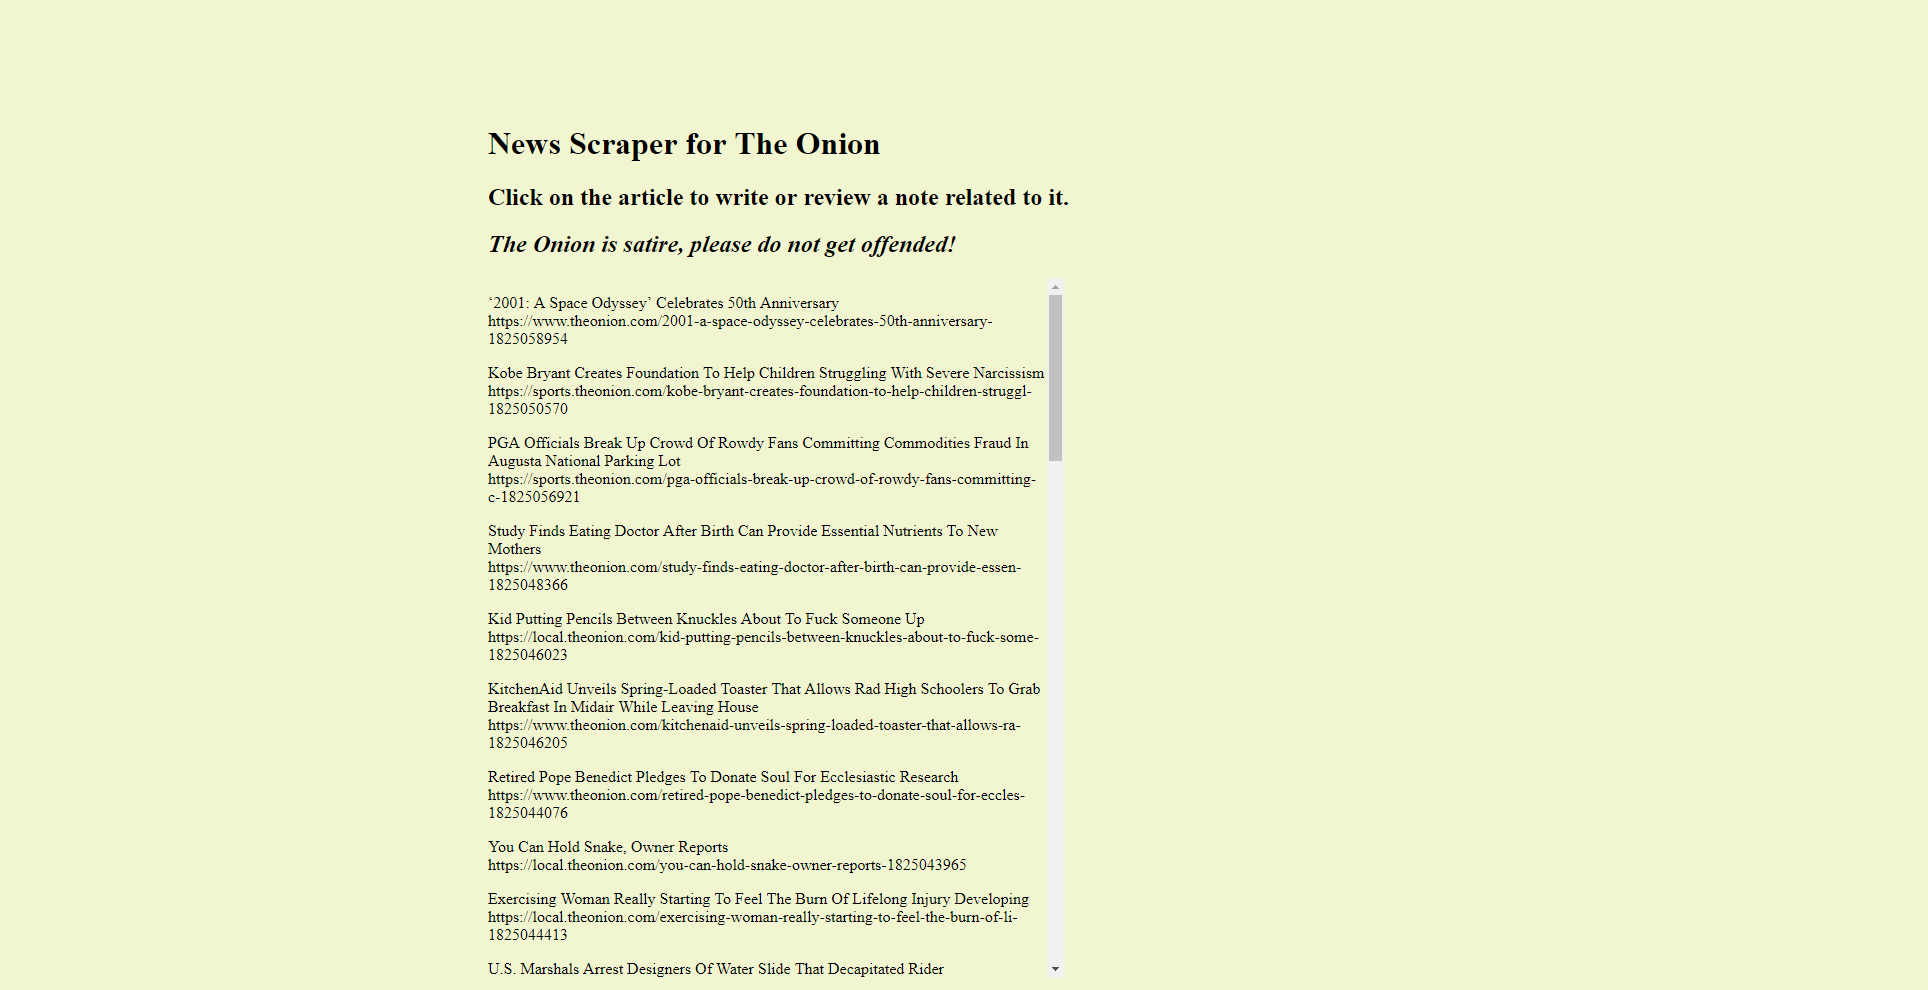 News Scraper for The Onion
Click on the article to write or review a note related to it.
The Onion is satire, please do not get offended!
‘2001: A Space Odyssey’ Celebrates 50th Anniversary
https://www.theonion.com/2001-a-space-odyssey-celebrates-50th-anniversary-
1825058954
Kobe Bryant Creates Foundation To Help Children Struggling With Severe Narcissism
https://sports.theonion.com/kobe-bryant-creates-foundation-to-help-children-struggl-
1825050570
PGA Officials Break Up Crowd Of Rowdy Fans Committing Commodities Fraud In
Augusta National Parking Lot
https://sports.theonion.com/pga-officials-break-up-crowd-of-rowdy-fans-committing-
c-1825056921
Study Finds Eating Doctor After Birth Can Provide Essential Nutrients To New
Mothers
https://www.theonion.com/study-finds-eating-doctor-after-birth-can-provide-essen-
1825048366
Kid Putting Pencils Between Knuckles About To Fuck Someone Up
https://local.theonion.com/kid-putting-pencils-between-knuckles-about-to-fuck-some-
1825046023
KitchenAid Unveils Spring-Loaded Toaster That Allows Rad High Schoolers To Grab
Breakfast In Midair While Leaving House
https://www.theonion.com/kitchenaid-unveils-spring-loaded-toaster-that-allows-ra-
1825046205
Retired Pope Benedict Pledges To Donate Soul For Ecclesiastic Research
https://www.theonion.com/retired-pope-benedict-pledges-to-donate-soul-for-eccles-
1825044076
You Can Hold Snake, Owner Reports
https://local.theonion.com/you-can-hold-snake-owner-reports-1825043965
Exercising Woman Really Starting To Feel The Burn Of Lifelong Injury Developing
https://local.theonion.com/exercising-woman-really-starting-to-feel-the-burn-of-li-
1825044413
U.S. Marshals Arrest Designers Of Water Slide That Decapitated Rider